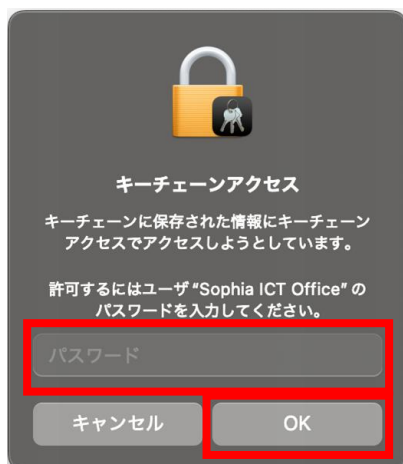 キーチェーンアクセス
キーチェーンに保存された情報にキーチェーン
アクセスでアクセスしようとしています。
許可するにはユーザ“Sophia ICT Office”の
パスワードを入力してください。
パスワード
キャンセル
OK